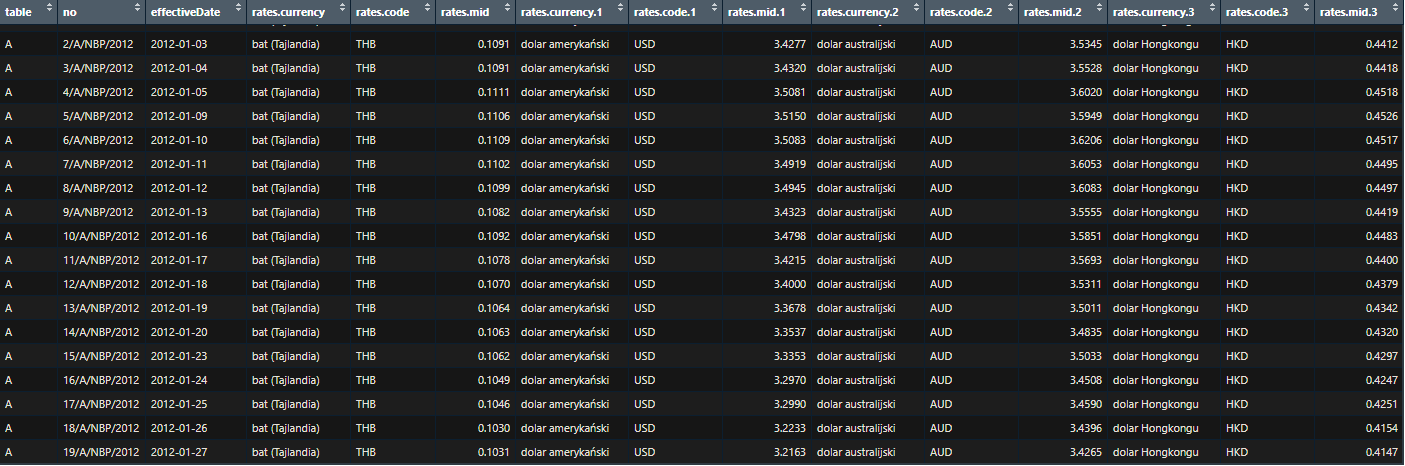 table no effectiveDate rates.currency rates.code rates.mid rates.currency.1 rates.code.1 rates.mid.1 rates.currency.2 rates.code.2 rates.mid.2 rates.currency.3 rates.code.3 rates.mid.3
A 2/A/NBP/2012 2012-01-03 bat (Tajlandia) THB 0.1091 dolar amerykański USD 3.4277 dolar australijski AUD 3.5345 dolar Hongkongu HKD 0.4412
A 3/A/NBP/2012 2012-01-04 bat (Tajlandia) THB 0.1091 dolar amerykański USD 3.4320 dolar australijski AUD 3.5528 dolar Hongkongu HKD 0.4418
A 4/A/NBP/2012 2012-01-05 bat (Tajlandia) THB 0.1111 dolar amerykański USD 3.5081 dolar australijski AUD 3.6020 dolar Hongkongu HKD 0.4518
A 5/A/NBP/2012 2012-01-09 bat (Tajlandia) THB 0.1106 dolar amerykański USD 3.5150 dolar australijski AUD 3.5949 dolar Hongkongu HKD 0.4526
A 6/A/NBP/2012 2012-01-10 bat (Tajlandia) THB 0.1109 dolar amerykański USD 3.5083 dolar australijski AUD 3.6206 dolar Hongkongu HKD 0.4517
A 7/A/NBP/2012 2012-01-11 bat (Tajlandia) THB 0.1102 dolar amerykański USD 3.4919 dolar australijski AUD 3.6053 dolar Hongkongu HKD 0.4495
A 8/A/NBP/2012 2012-01-12 bat (Tajlandia) THB 0.1099 dolar amerykański USD 3.4945 dolar australijski AUD 3.6083 dolar Hongkongu HKD 0.4497
A 9/A/NBP/2012 2012-01-13 bat (Tajlandia) THB 0.1082 dolar amerykański USD 3.4323 dolar australijski AUD 3.5555 dolar Hongkongu HKD 0.4419
A 10/A/NBP/2012 2012-01-16 bat (Tajlandia) THB 0.1092 dolar amerykański USD 3.4798 dolar australijski AUD 3.5851 dolar Hongkongu HKD 0.4483
A 11/A/NBP/2012 2012-01-17 bat (Tajlandia) THB 0.1078 dolar amerykański USD 3.4215 dolar australijski AUD 3.5693 dolar Hongkongu HKD 0.4400
A 12/A/NBP/2012 2012-01-18 bat (Tajlandia) THB 0.1070 dolar amerykański USD 3.4000 dolar australijski AUD 3.5311 dolar Hongkongu HKD 0.4379
A 13/A/NBP/2012 2012-01-19 bat (Tajlandia) THB 0.1064 dolar amerykański USD 3.3678 dolar australijski AUD 3.5011 dolar Hongkongu HKD 0.4342
A 14/A/NBP/2012 2012-01-20 bat (Tajlandia) THB 0.1063 dolar amerykański USD 3.3537 dolar australijski AUD 3.4835 dolar Hongkongu HKD 0.4320
A 15/A/NBP/2012 2012-01-23 bat (Tajlandia) THB 0.1062 dolar amerykański USD 3.3353 dolar australijski AUD 3.5033 dolar Hongkongu HKD 0.4297
A 16/A/NBP/2012 2012-01-24 bat (Tajlandia) THB 0.1049 dolar amerykański USD 3.2970 dolar australijski AUD 3.4508 dolar Hongkongu HKD 0.4247
A 17/A/NBP/2012 2012-01-25 bat (Tajlandia) THB 0.1046 dolar amerykański USD 3.2990 dolar australijski AUD 3.4590 dolar Hongkongu HKD 0.4251
A 18/A/NBP/2012 2012-01-26 bat (Tajlandia) THB 0.1030 dolar amerykański USD 3.2233 dolar australijski AUD 3.4396 dolar Hongkongu HKD 0.4154
A 19/A/NBP/2012 2012-01-27 bat (Tajlandia) THB 0.1031 dolar amerykański USD 3.2163 dolar australijski AUD 3.4265 dolar Hongkongu HKD 0.4147